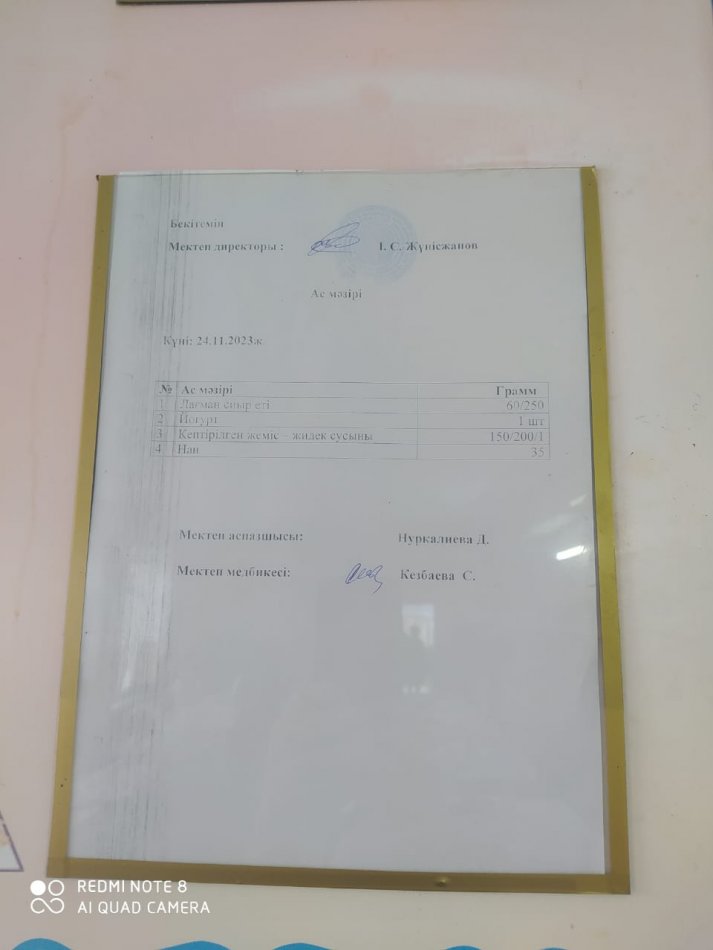 Бекітемін
Мектеп директоры : І. С. Жүнісжанов
Ас мәзірі
Күні: 24.11.2023ж
№ Ас мәзірі Грамм
1 Лағман сиыр еті 60/250
2 Йогурт 1 шт
3 Кептірілген жеміс – жидек сусыны 150/200/1
4 Нан 35
Мектеп аспазшысы: Нуркалиева Д.
Мектеп медбикесі: Кезбаева С.
REDMI NOTE 8
AI QUAD CAMERA